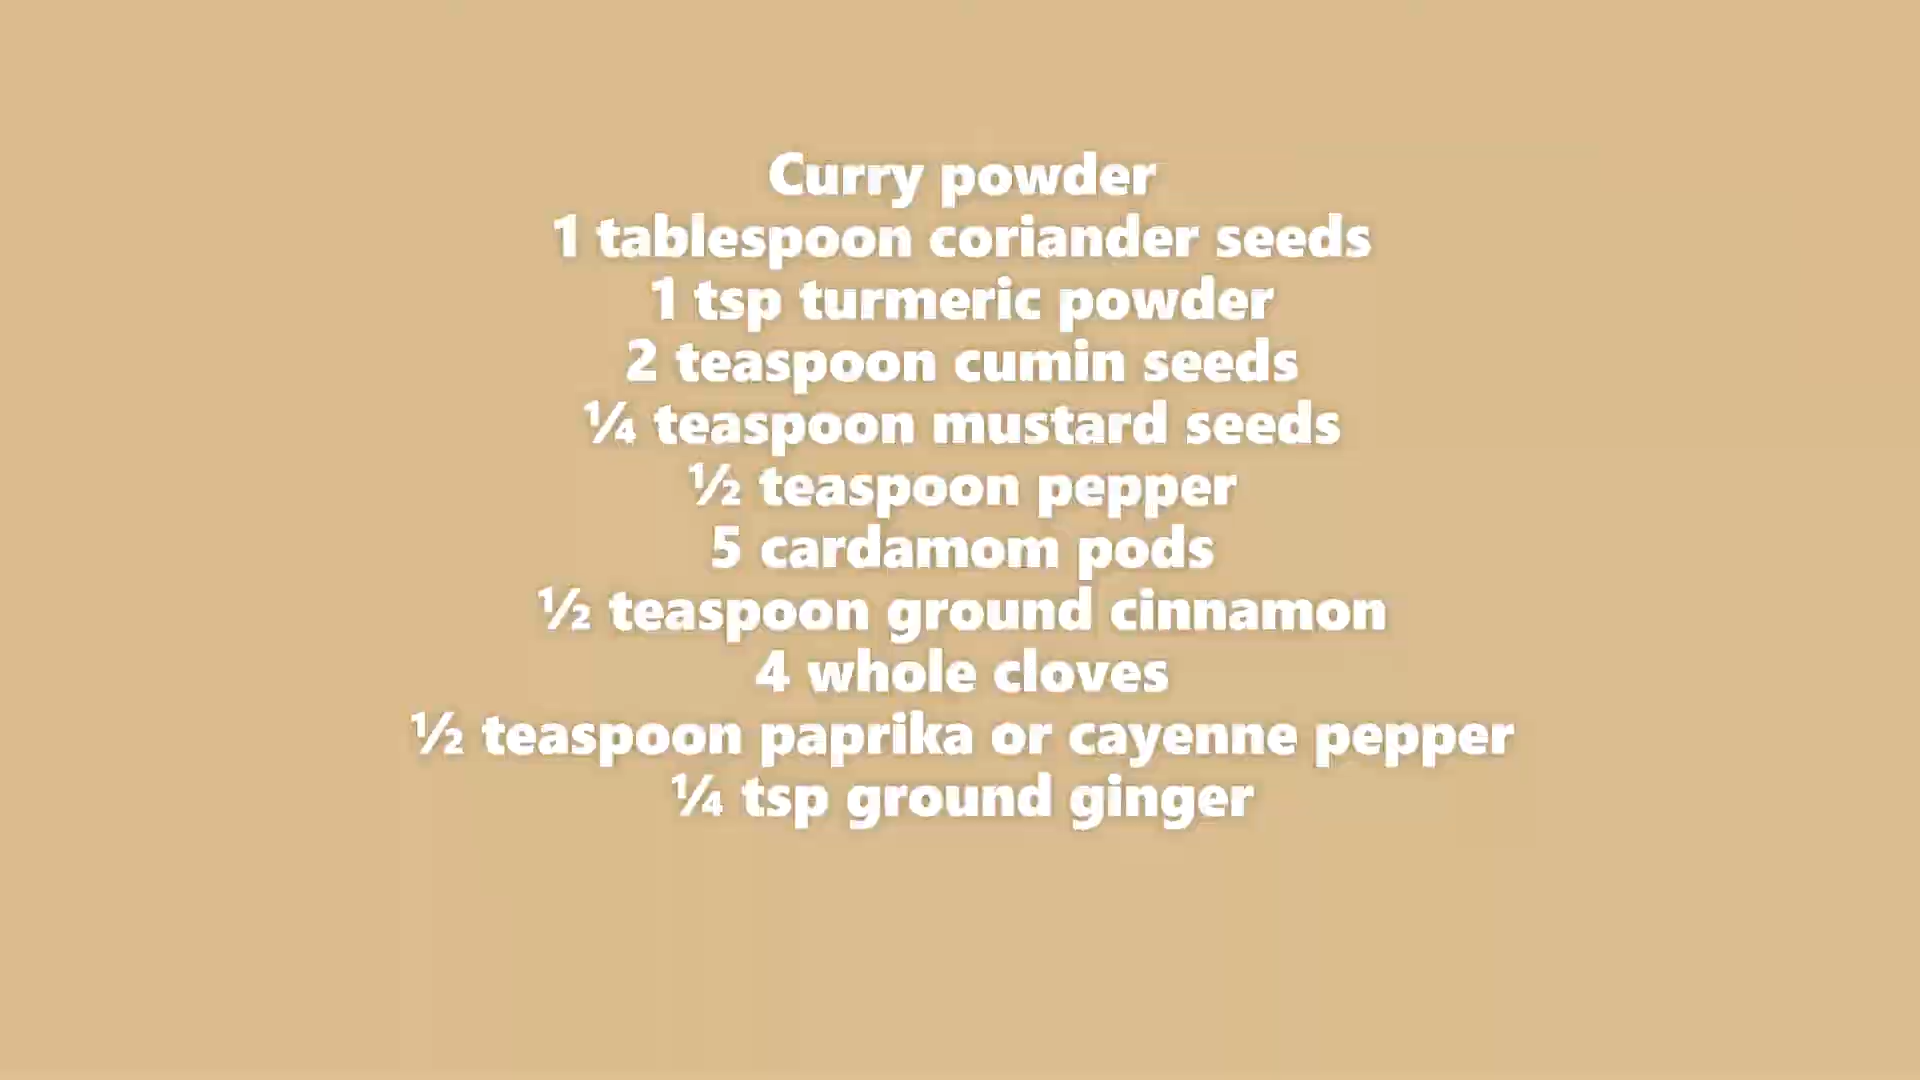 Curry powder
1 tablespoon coriander seeds
1 tsp turmeric powder
2 teaspoon cumin seeds
¼ teaspoon mustard seeds
½ teaspoon pepper
5 cardamom pods
½ teaspoon ground cinnamon
4 whole cloves
½ teaspoon paprika or cayenne pepper
¼ tsp ground ginger